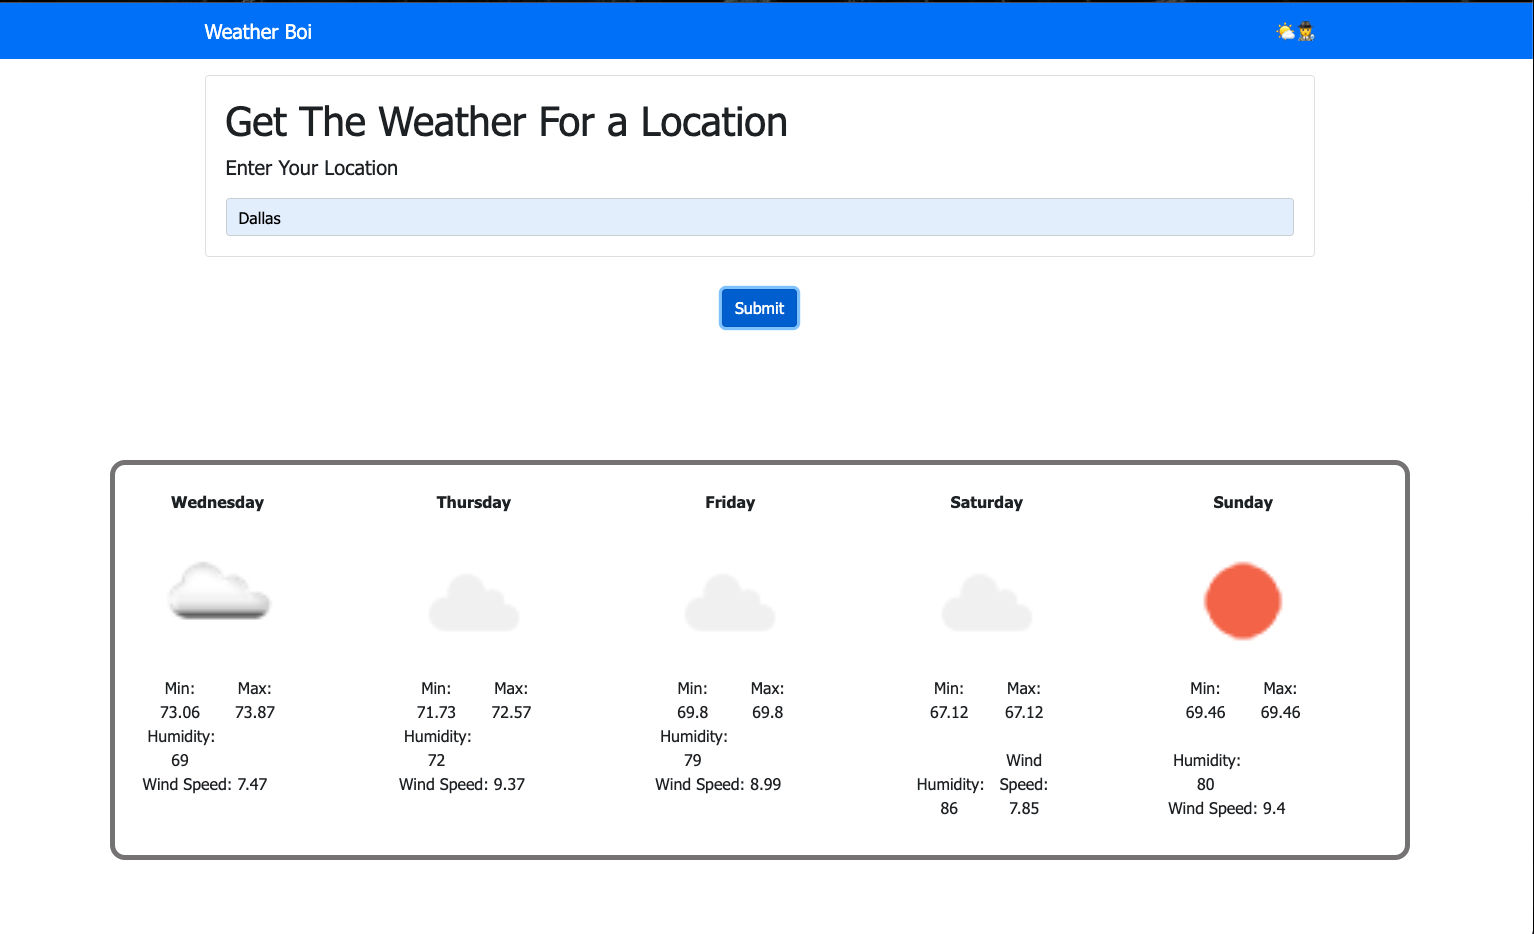 Weather Boi
Get The Weather For a Location
Enter Your Location
Dallas
Submit
Wednesday
Min: Max:
73.06 73.87
Humidity:
69
Wind Speed: 7.47
Thursday
Min: Max:
71.73 72.57
Humidity:
72
Wind Speed: 9.37
Friday
Min: Max:
69.8 69.8
Humidity:
79
Wind Speed: 8.99
Saturday
Min: Max:
67.12 67.12
Wind
Humidity: Speed:
86 7.85
Sunday
Min: Max:
69.46 69.46
Humidity:
80
Wind Speed: 9.4